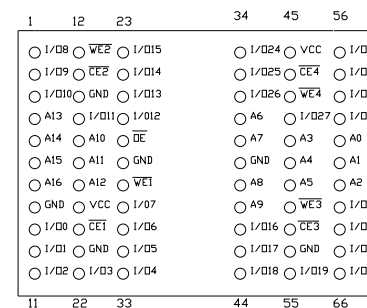 1 12 23 34 45 56
I/O8 WE2 I/O15 I/O24 VCC I/O
I/O9 CE2 I/O14 I/O25 CE4 I/O
I/O10 GND I/O13 I/O26 WE4 I/O
A13 I/O11 I/O12 A6 I/O27 I/O
A14 A10 OE A7 A3 A0
A15 A11 GND GND A4 A1
A16 A12 WE1 A8 A5 A2
GND VCC I/O7 A9 WE3 I/O
I/O0 CE1 I/O6 I/O16 CE3 I/O
I/O1 GND I/O5 I/O17 GND I/O
I/O2 I/O3 I/O4 I/O18 I/O19 I/O
11 22 33 44 55 66